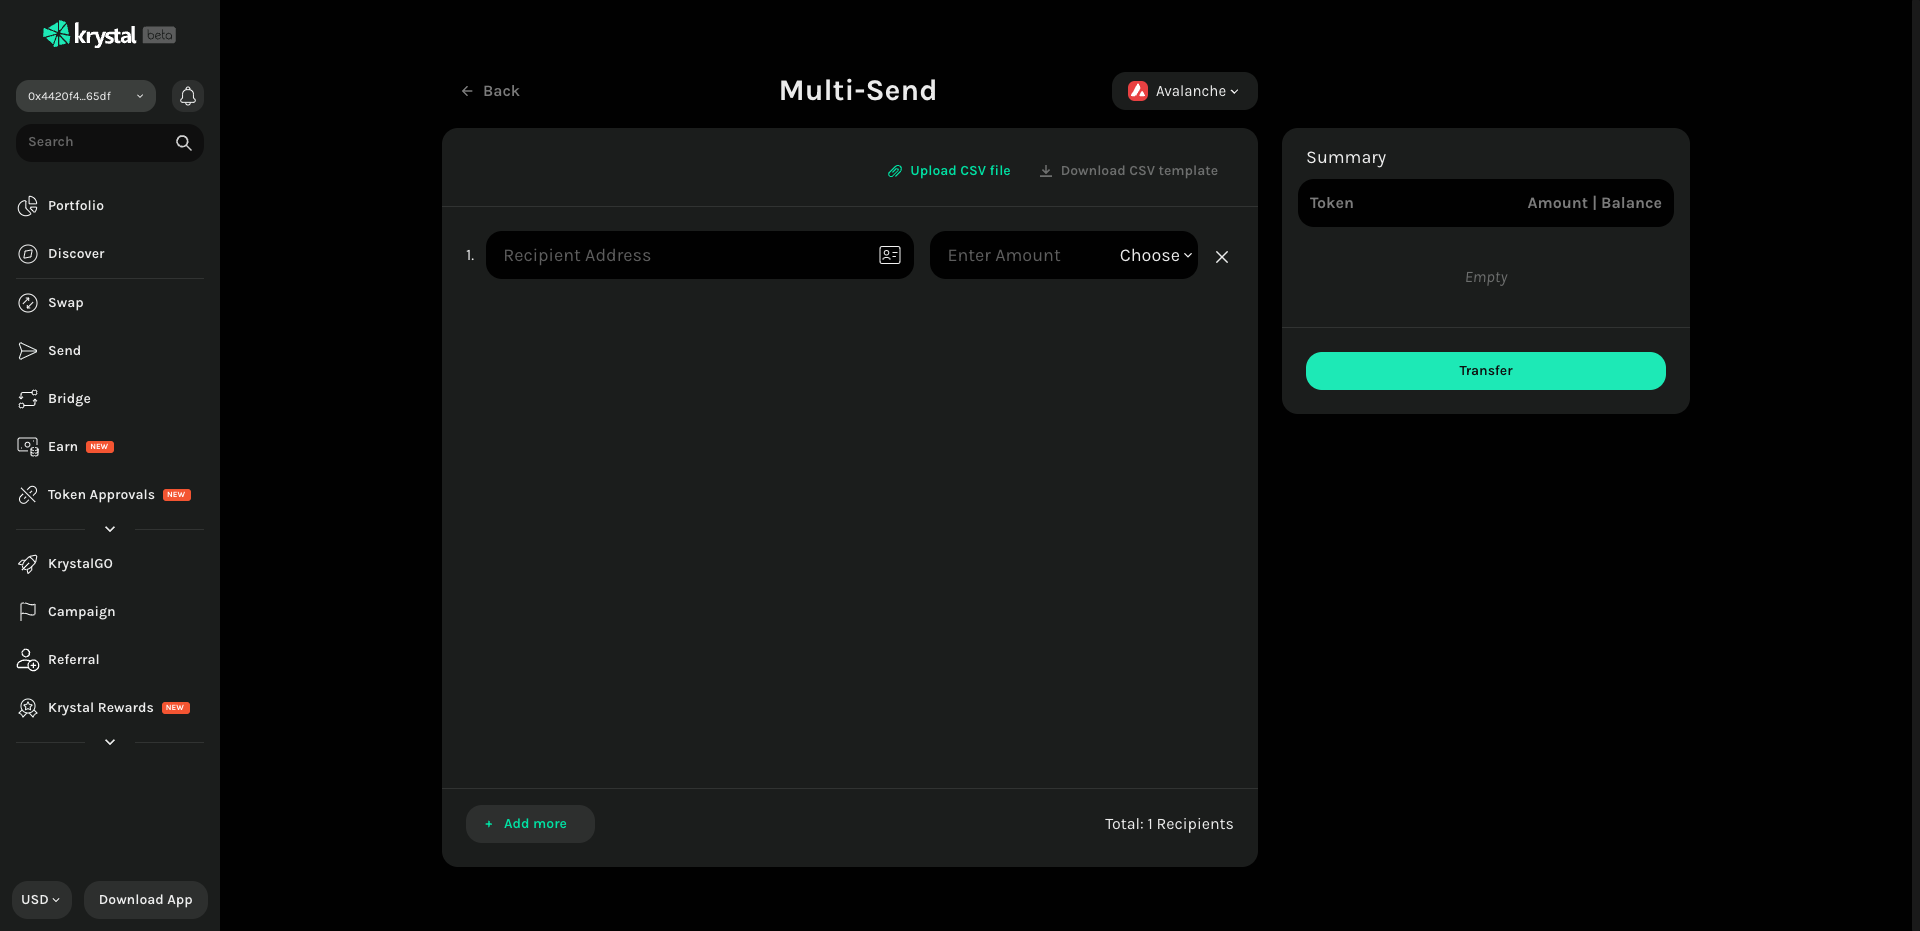 krystal beta
0x4420f4...65df
Search
Portfolio
Discover
Swap
Send
Bridge
Earn NEW
Token Approvals NEW
KrystalGO
Campaign
Referral
Krystal Rewards NEW
USD
Download App
Back
Multi-Send
Avalanche
Upload CSV file
Download CSV template
1.
Recipient Address
Enter Amount
Choose
+ Add more
Total: 1 Recipients
Summary
Token
Amount | Balance
Empty
Transfer